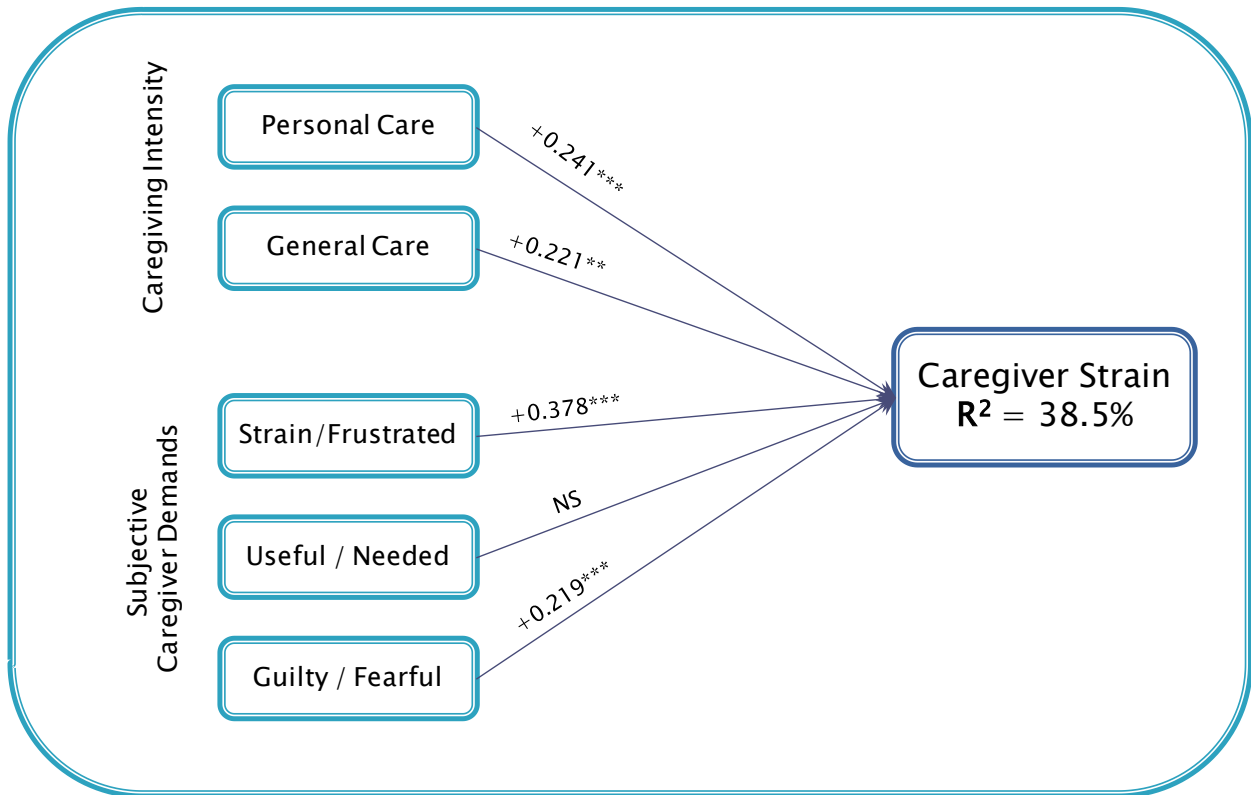 Caregiving Intensity
Personal Care
+0.241***
General Care
+0.221**
Subjective
Caregiver Demands
Strain/Frustrated
+0.378***
Useful / Needed
NS
Guilty / Fearful
+0.219***
Caregiver Strain
R² = 38.5%